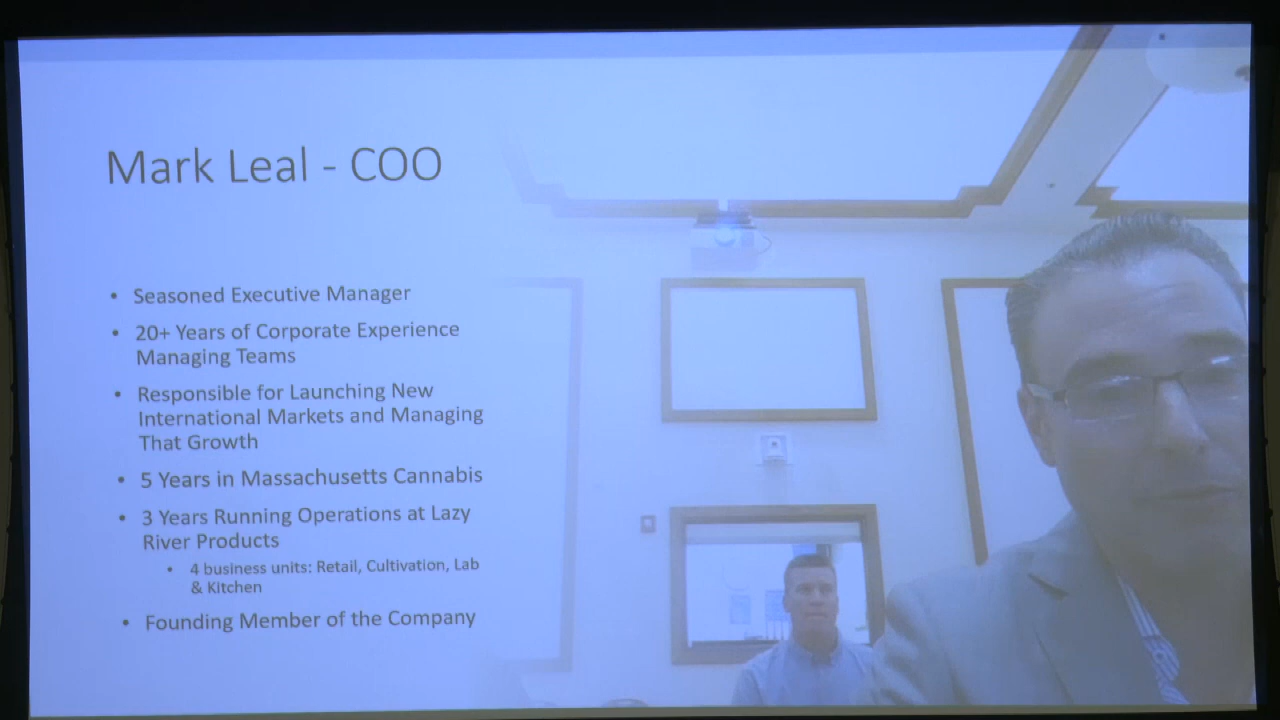 Mark Leal - COO
• Seasoned Executive Manager
• 20+ Years of Corporate Experience
Managing Teams
• Responsible for Launching New
International Markets and Managing
That Growth
• 5 Years in Massachusetts Cannabis
• 3 Years Running Operations at Lazy
River Products
• 4 business units: Retail, Cultivation, Lab
& Kitchen
• Founding Member of the Company